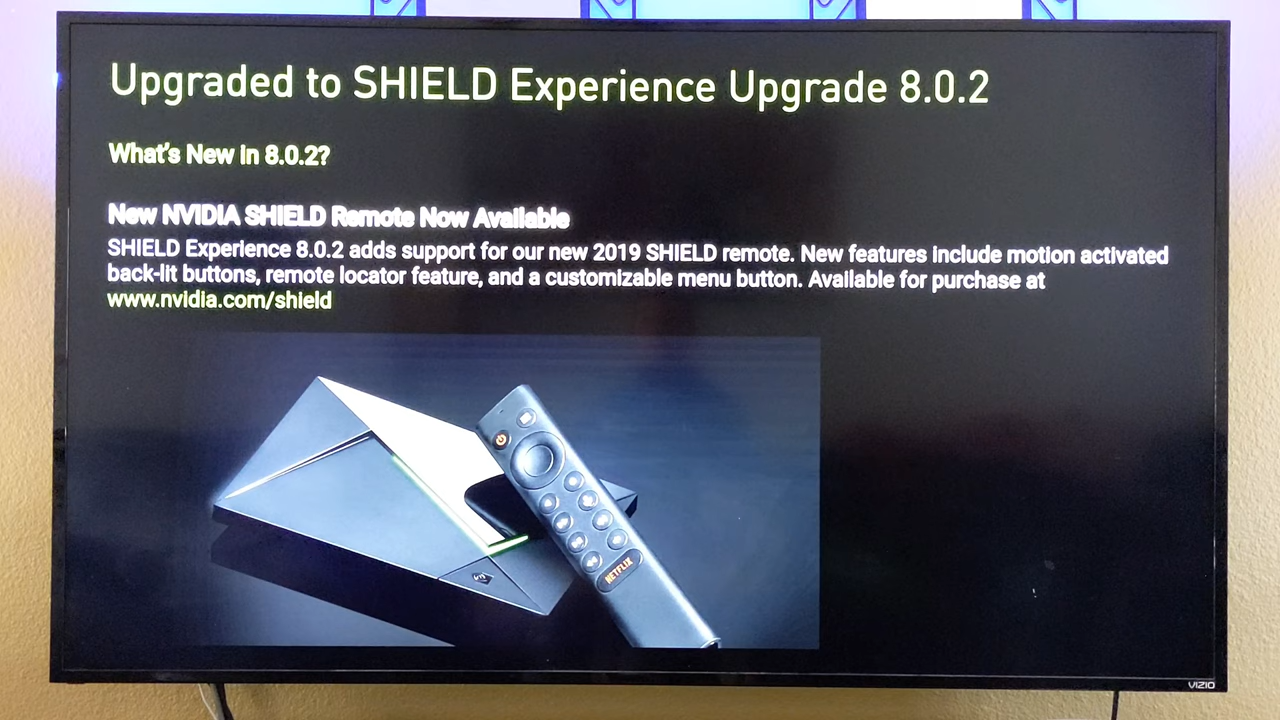 Upgraded to SHIELD Experience Upgrade 8.0.2
What's New in 8.0.2?
New NVIDIA SHIELD Remote Now Available
SHIELD Experience 8.0.2 adds support for our new 2019 SHIELD remote. New features include motion activated
back-lit buttons, remote locator feature, and a customizable menu button. Available for purchase at
www.nvidia.com/shield
NETFLIX
VIZIO